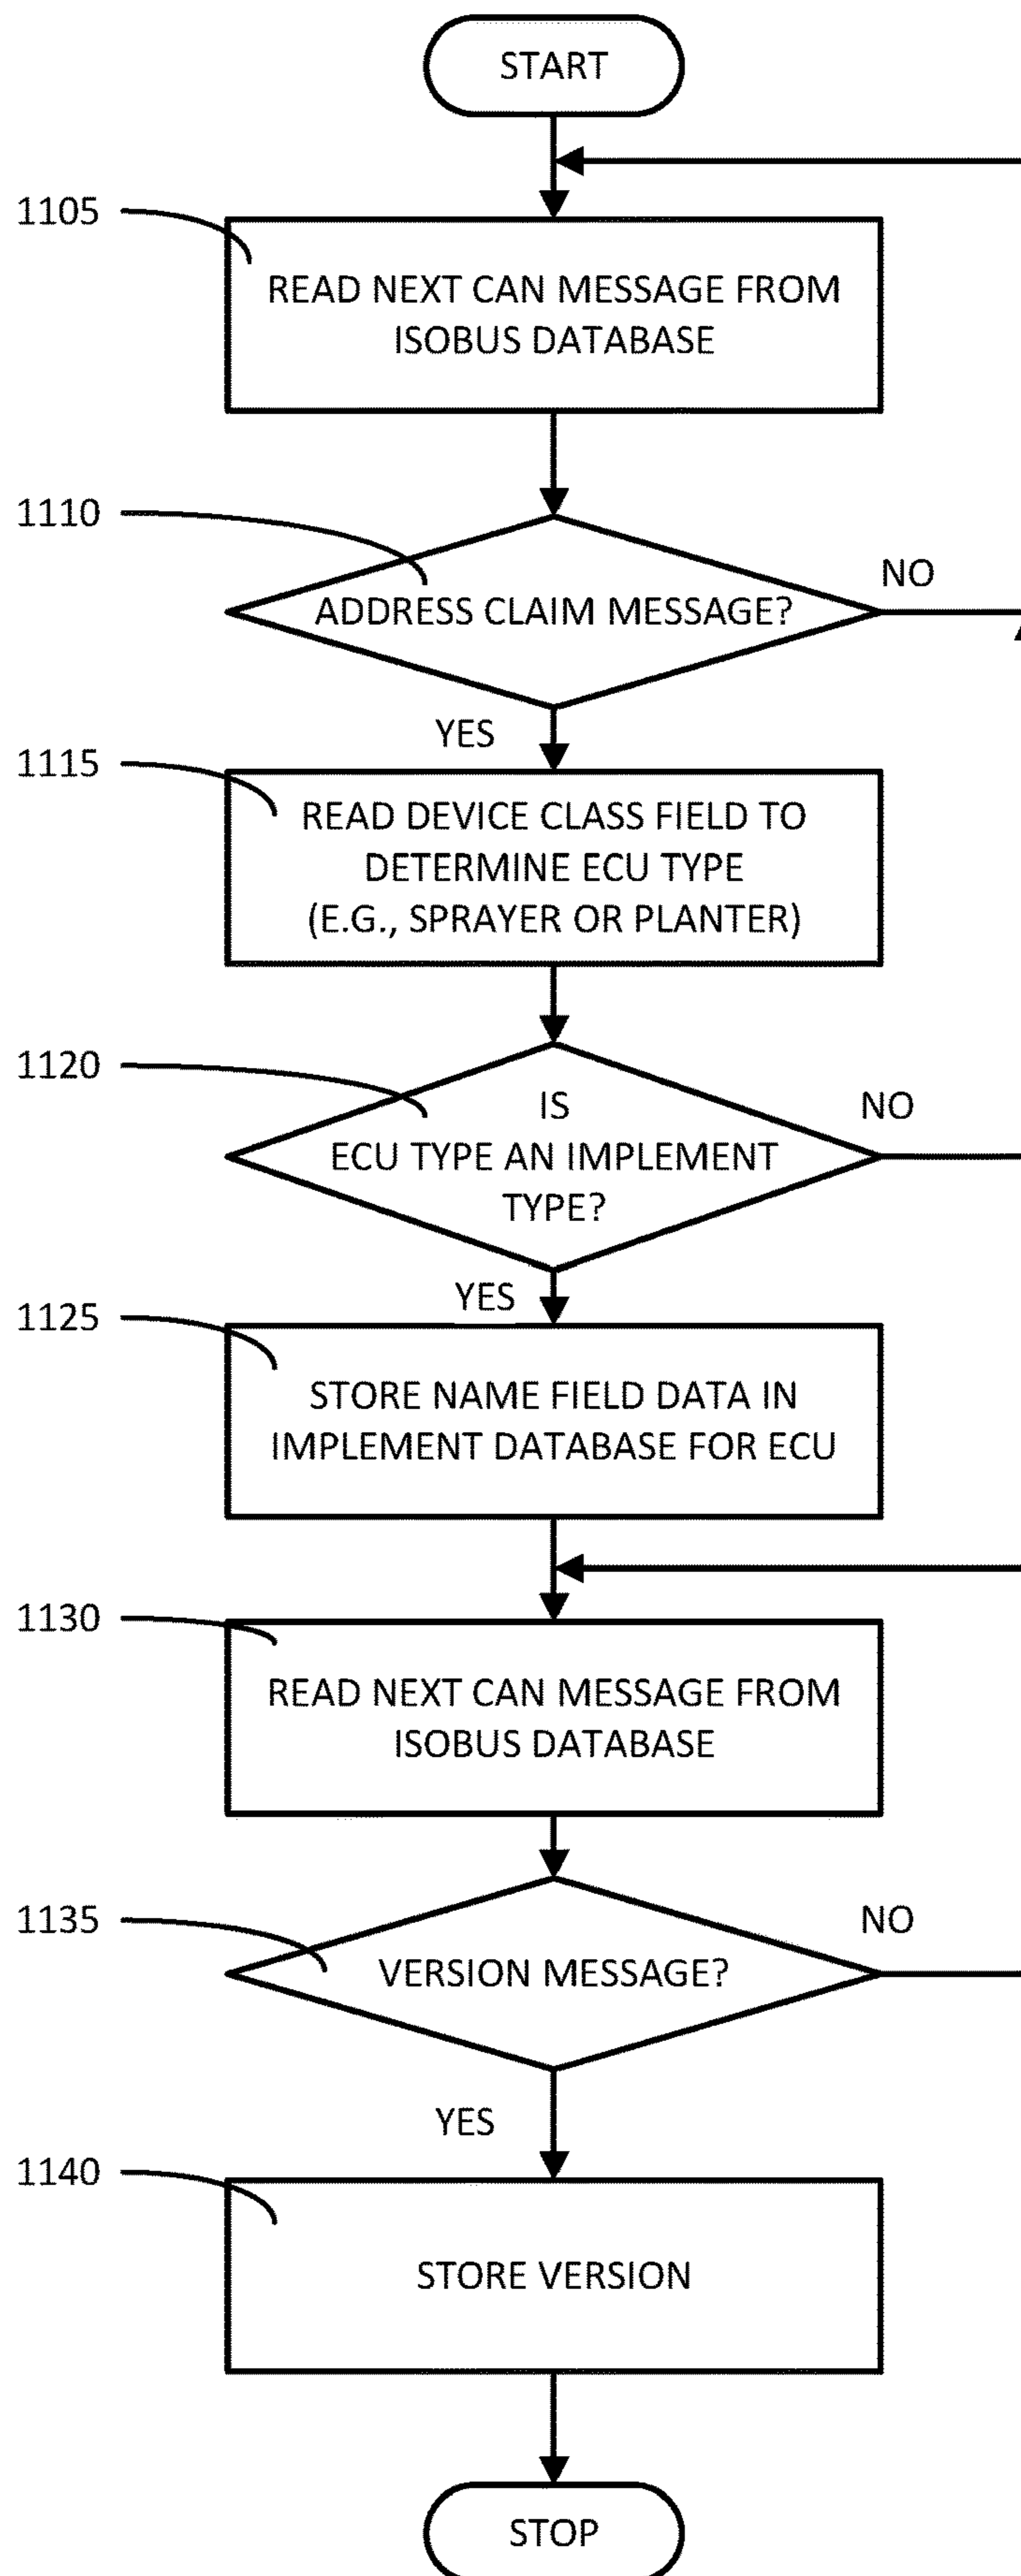 START
1105
READ NEXT CAN MESSAGE FROM
ISOBUS DATABASE
1110
ADDRESS CLAIM MESSAGE?
NO
YES
1115
READ DEVICE CLASS FIELD TO
DETERMINE ECU TYPE
(E.G., SPRAYER OR PLANTER)
1120
IS
ECU TYPE AN IMPLEMENT
TYPE?
NO
YES
1125
STORE NAME FIELD DATA IN
IMPLEMENT DATABASE FOR ECU
1130
READ NEXT CAN MESSAGE FROM
ISOBUS DATABASE
1135
VERSION MESSAGE?
NO
YES
1140
STORE VERSION
STOP